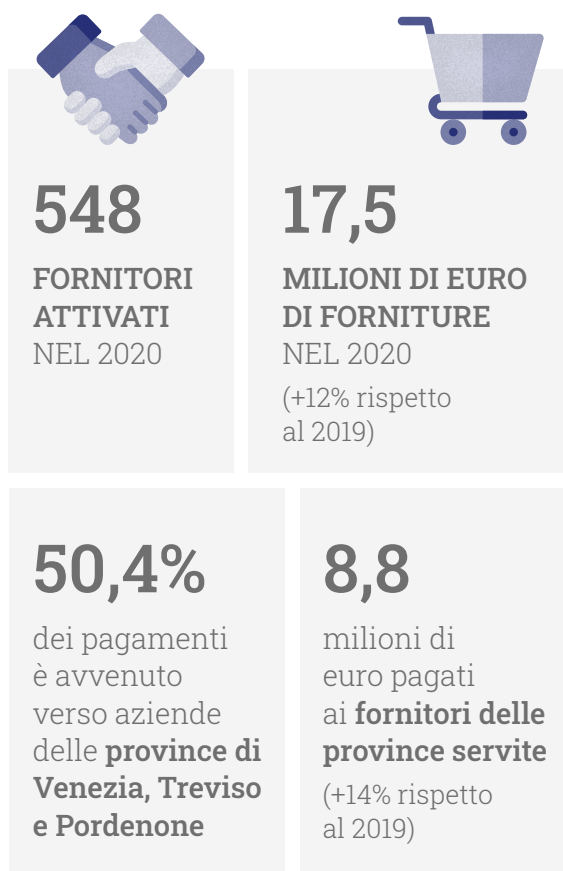 548
FORNITORI
ATTIVATI
NEL 2020
17,5
MILIONI DI EURO
DI FORNITURE
NEL 2020
(+12% rispetto
al 2019)
50,4%
dei pagamenti
è avvenuto
verso aziende
delle province di
Venezia, Treviso
e Pordenone
8,8
milioni di
euro pagati
ai fornitori delle
province servite
(+14% rispetto
al 2019)